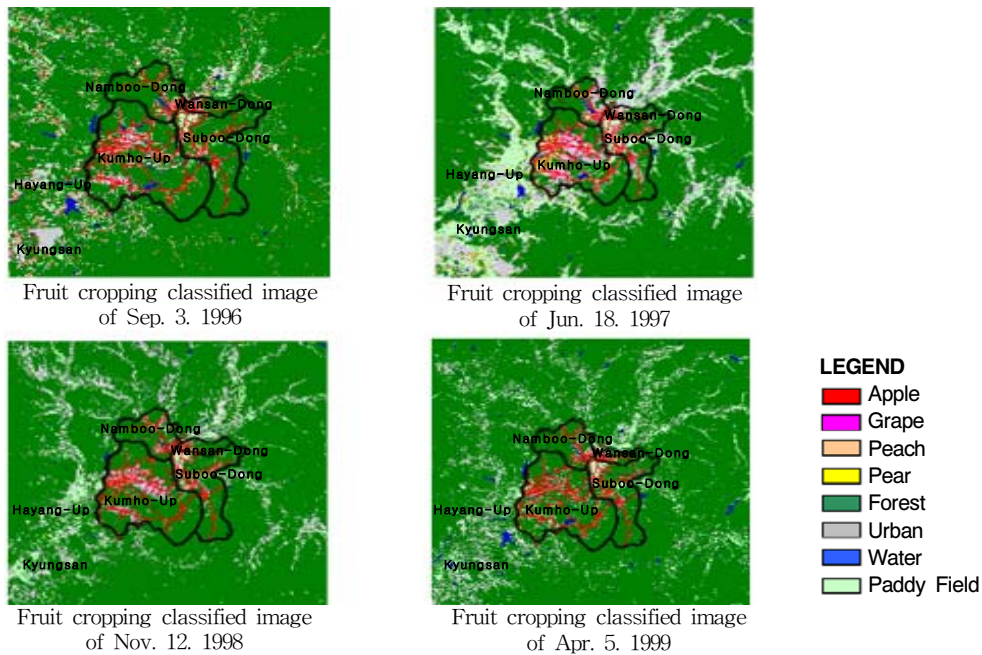 Namboo-Dong
Wansan-Dong
Suboo-Dong
Kumho-Up
Hayang-Up
Kyungsan
Fruit cropping classified image
of Sep. 3. 1996
Namboo-Dong
Wansan-Dong
Suboo-Dong
Kumho-Up
Hayang-Up
Kyungsan
Fruit cropping classified image
of Jun. 18. 1997
Namboo-Dong
Wansan-Dong
Suboo-Dong
Kumho-Up
Hayang-Up
Kyungsan
Fruit cropping classified image
of Nov. 12. 1998
Namboo-Dong
Wansan-Dong
Suboo-Dong
Hayang-Up
Kumho-Up
Kyungsan
Fruit cropping classified image
of Apr. 5. 1999
LEGEND
Apple
Grape
Peach
Pear
Forest
Urban
Water
Paddy Field